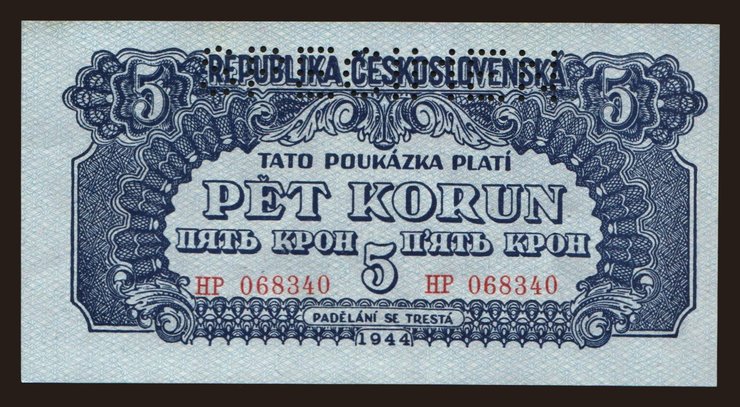 5 REPUBLIKA ČESKOSLOVENSKÁ 5
TATO POUKÁZKA PLATÍ
PĚT KORUN
ПЯТЬ КРОН 5 П'ЯТЬ КРОН
HP 068340 HP 068340
PADĚLÁNÍ SE TRESTÁ
1944